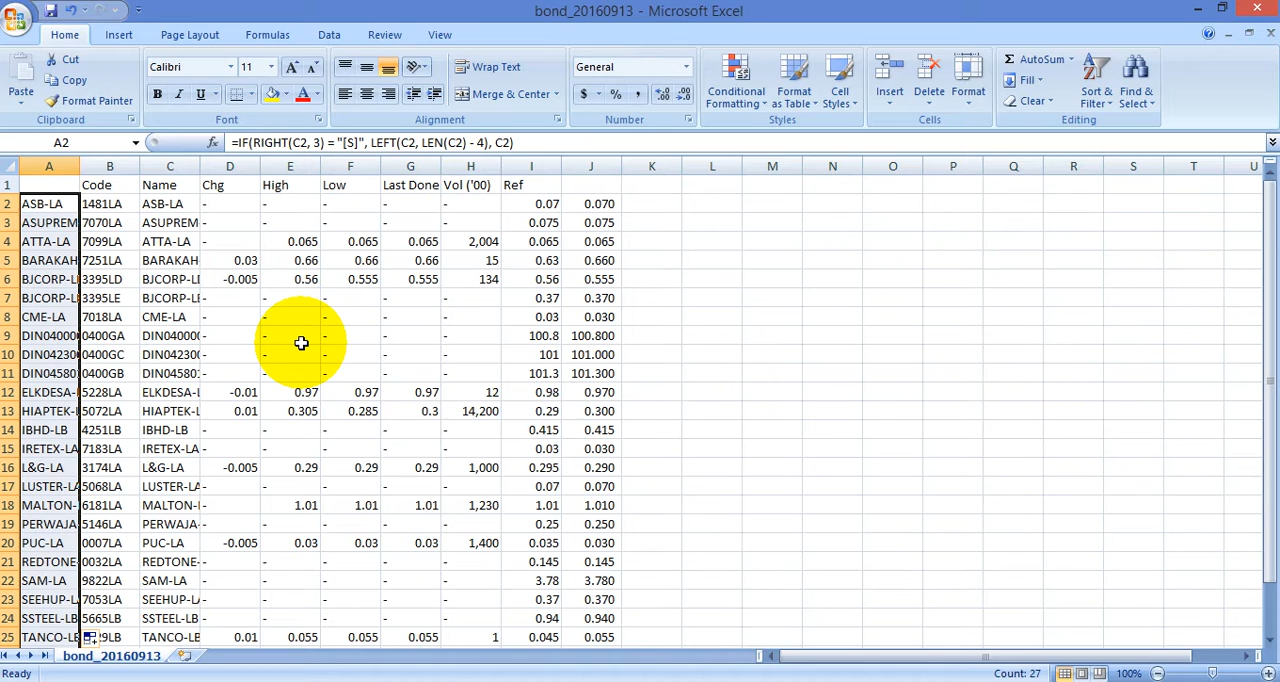 bond_20160913 - Microsoft Excel
Home Insert Page Layout Formulas Data Review View
Paste Cut Copy Format Painter Clipboard
Calibri 11 A A B I U A Font
Wrap Text Merge & Center Alignment
General $ % , .0 .00 .00 .0 Number
Conditional Formatting Format as Table Cell Styles Styles
Insert Delete Format Cells
Σ AutoSum Fill Clear Sort & Filter Find & Select Editing
A2 fx =IF(RIGHT(C2, 3) = "[S]", LEFT(C2, LEN(C2) - 4), C2)
A B C D E F G H I J K L M N O P Q R S T U
1 Code Name Chg High Low Last Done Vol ('00) Ref
2 ASB-LA 1481LA ASB-LA - - - - - 0.07 0.070
3 ASUPREM 7070LA ASUPREM - - - - - 0.075 0.075
4 ATTA-LA 7099LA ATTA-LA - 0.065 0.065 0.065 2,004 0.065 0.065
5 BARAKAH 7251LA BARAKAH 0.03 0.66 0.66 0.66 15 0.63 0.660
6 BJCORP-L 3395LD BJCORP-L -0.005 0.56 0.555 0.555 134 0.56 0.555
7 BJCORP-L 3395LE BJCORP-L - - - - - 0.37 0.370
8 CME-LA 7018LA CME-LA - - - - - 0.03 0.030
9 DIN04000 0400GA DIN04000 - - - - - 100.8 100.800
10 DIN04230 0400GC DIN04230 - - - - - 101 101.000
11 DIN04580 0400GB DIN04580 - - - - - 101.3 101.300
12 ELKDESA- 5228LA ELKDESA- -0.01 0.97 0.97 0.97 12 0.98 0.970
13 HIAPTEK- 5072LA HIAPTEK- 0.01 0.305 0.285 0.3 14,200 0.29 0.300
14 IBHD-LB 4251LB IBHD-LB - - - - - 0.415 0.415
15 IRETEX-LA 7183LA IRETEX-LA - - - - - 0.03 0.030
16 L&G-LA 3174LA L&G-LA -0.005 0.29 0.29 0.29 1,000 0.295 0.290
17 LUSTER-LA 5068LA LUSTER-LA - - - - - 0.07 0.070
18 MALTON- 6181LA MALTON- - 1.01 1.01 1.01 1,230 1.01 1.010
19 PERWAJA 5146LA PERWAJA - - - - - 0.25 0.250
20 PUC-LA 0007LA PUC-LA -0.005 0.03 0.03 0.03 1,400 0.035 0.030
21 REDTONE 0032LA REDTONE - - - - - 0.145 0.145
22 SAM-LA 9822LA SAM-LA - - - - - 3.78 3.780
23 SEEHUP-L 7053LA SEEHUP-L - - - - - 0.37 0.370
24 SSTEEL-LB 5665LB SSTEEL-LB - - - - - 0.94 0.940
25 TANCO-LB 9LB TANCO-LB 0.01 0.055 0.055 0.055 1 0.045 0.055
bond_20160913
Ready Count: 27 100%